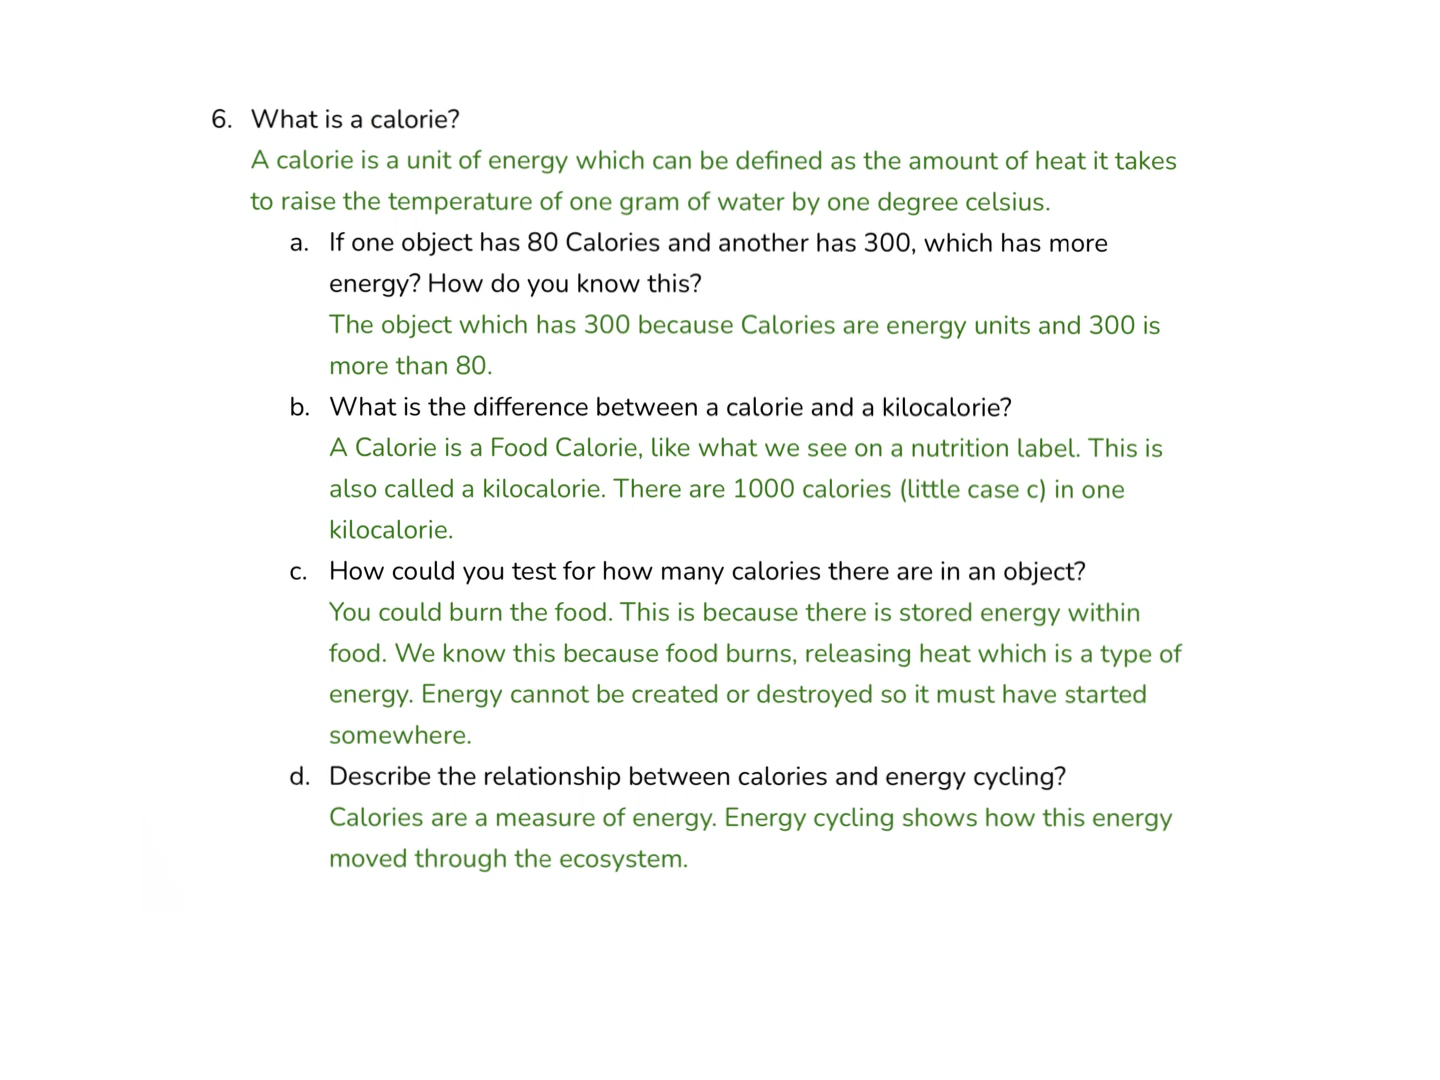 6. What is a calorie?
A calorie is a unit of energy which can be defined as the amount of heat it takes
to raise the temperature of one gram of water by one degree celsius.
a. If one object has 80 Calories and another has 300, which has more
energy? How do you know this?
The object which has 300 because Calories are energy units and 300 is
more than 80.
b. What is the difference between a calorie and a kilocalorie?
A Calorie is a Food Calorie, like what we see on a nutrition label. This is
also called a kilocalorie. There are 1000 calories (little case c) in one
kilocalorie.
c. How could you test for how many calories there are in an object?
You could burn the food. This is because there is stored energy within
food. We know this because food burns, releasing heat which is a type of
energy. Energy cannot be created or destroyed so it must have started
somewhere.
d. Describe the relationship between calories and energy cycling?
Calories are a measure of energy. Energy cycling shows how this energy
moved through the ecosystem.